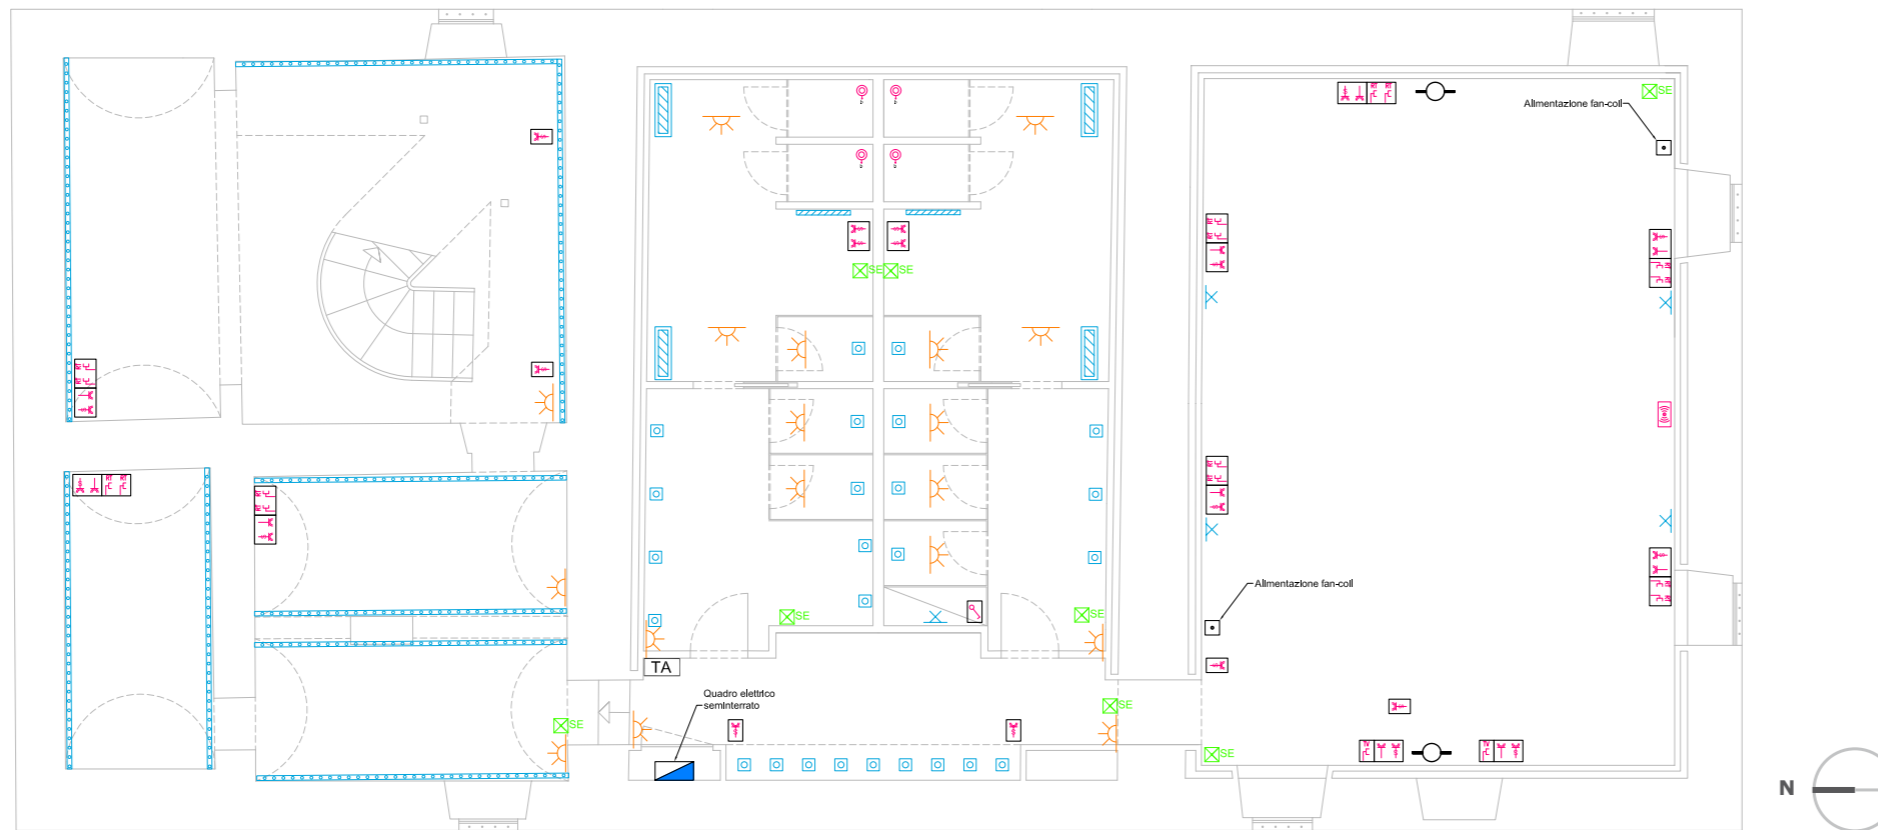 SE
Alimentazione fan-coil
SE
SE
Alimentazione fan-coil
SE
SE
TA
Quadro elettrico
seminterrato
SE
SE
SE
N